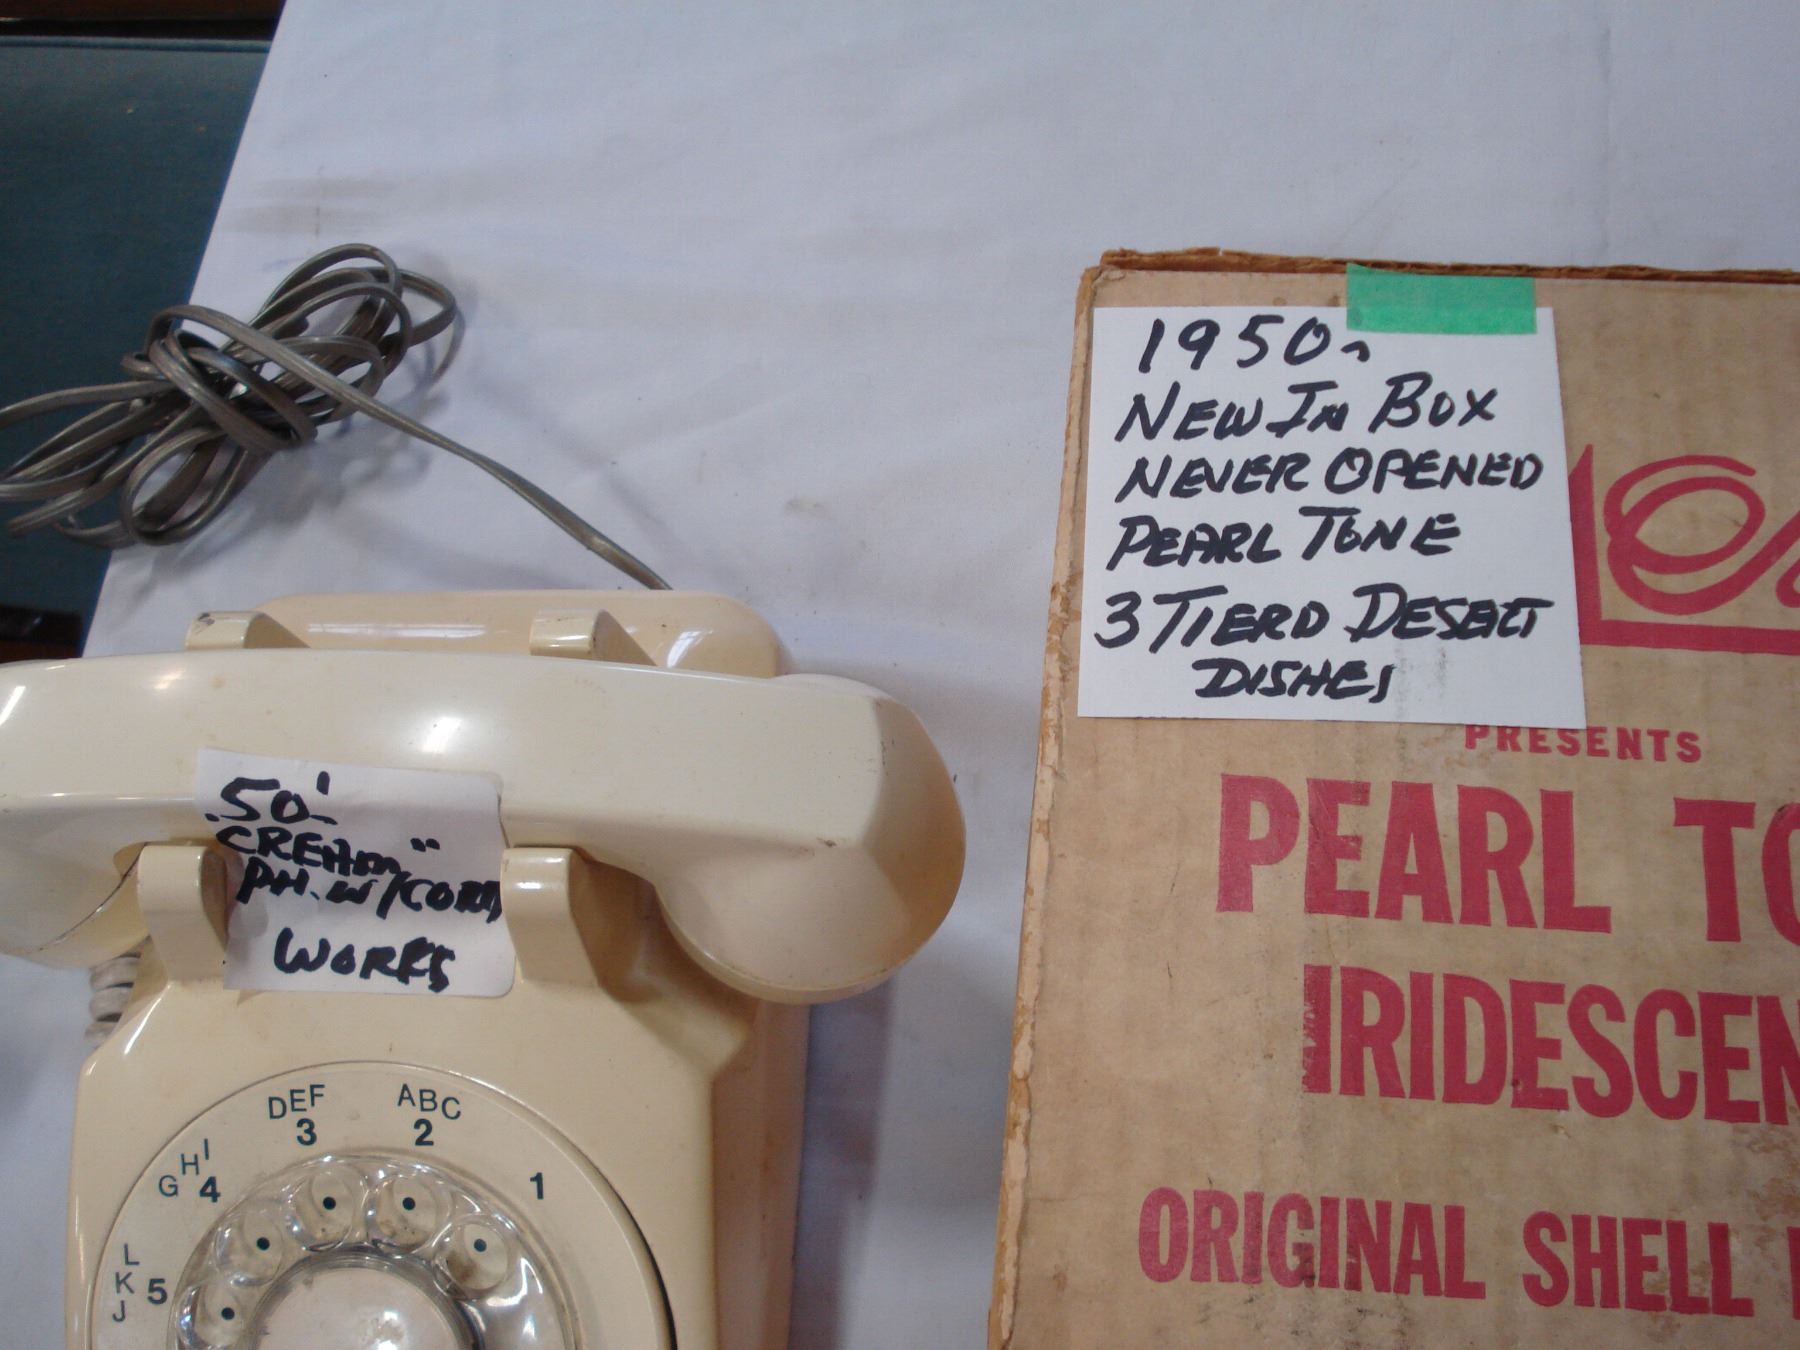 1950~
NEW IN BOX
NEVER OPENED
PEARL TONE
3 TIERD DESERT
DISHES
PRESENTS
PEARL TO
IRIDESCEN
ORIGINAL SHELL
50'
"CREAM"
PH. W/CORD
WORKS
DEF
3
ABC
2
1
GHI
4
JKL
5